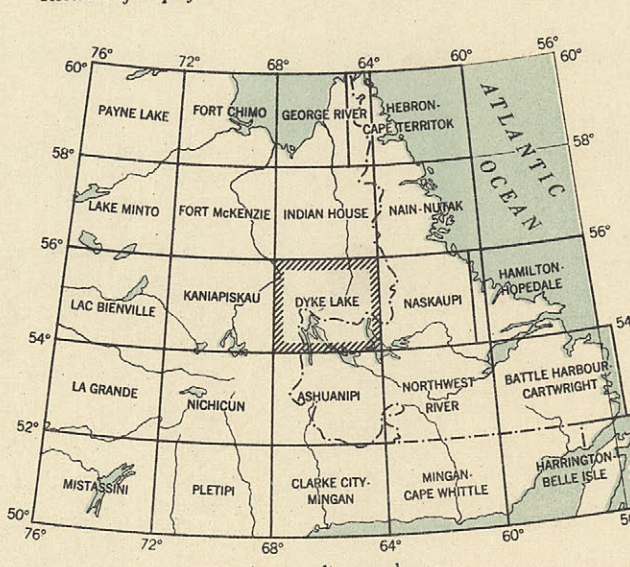 76°
72°
68°
64°
60°
56°
60°
60°
PAYNE LAKE
FORT CHIMO
GEORGE RIVER
HEBRON-
CAPE TERRITOK
ATLANTIC
OCEAN
58°
58°
LAKE MINTO
FORT McKENZIE
INDIAN HOUSE
NAIN-NUTAK
56°
56°
LAC BIENVILLE
KANIAPISKAU
DYKE LAKE
NASKAUPI
HAMILTON-
HOPEDALE
54°
LA GRANDE
NICHICUN
ASHUANIPI
NORTHWEST
RIVER
BATTLE HARBOUR-
CARTWRIGHT
52°
MISTASSINI
PLETIPI
CLARKE CITY-
MINGAN
MINGAN-
CAPE WHITTLE
HARRINGTON-
BELLE ISLE
50°
76°
72°
68°
64°
60°